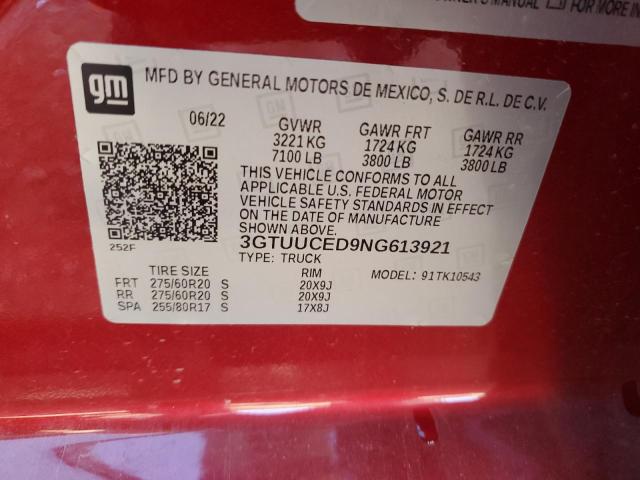 OWNER'S MANUAL FOR MORE IN
gm
MFD BY GENERAL MOTORS DE MEXICO, S. DE R.L. DE C.V.
06/22 GVWR GAWR FRT GAWR RR
3221 KG 1724 KG 1724 KG
7100 LB 3800 LB 3800 LB
THIS VEHICLE CONFORMS TO ALL
APPLICABLE U.S. FEDERAL MOTOR
VEHICLE SAFETY STANDARDS IN EFFECT
ON THE DATE OF MANUFACTURE
SHOWN ABOVE.
3GTUUCED9NG613921
252F
TYPE: TRUCK MODEL: 91TK10543
TIRE SIZE RIM
FRT 275/60R20 S 20X9J
RR 275/60R20 S 20X9J
SPA 255/80R17 S 17X8J